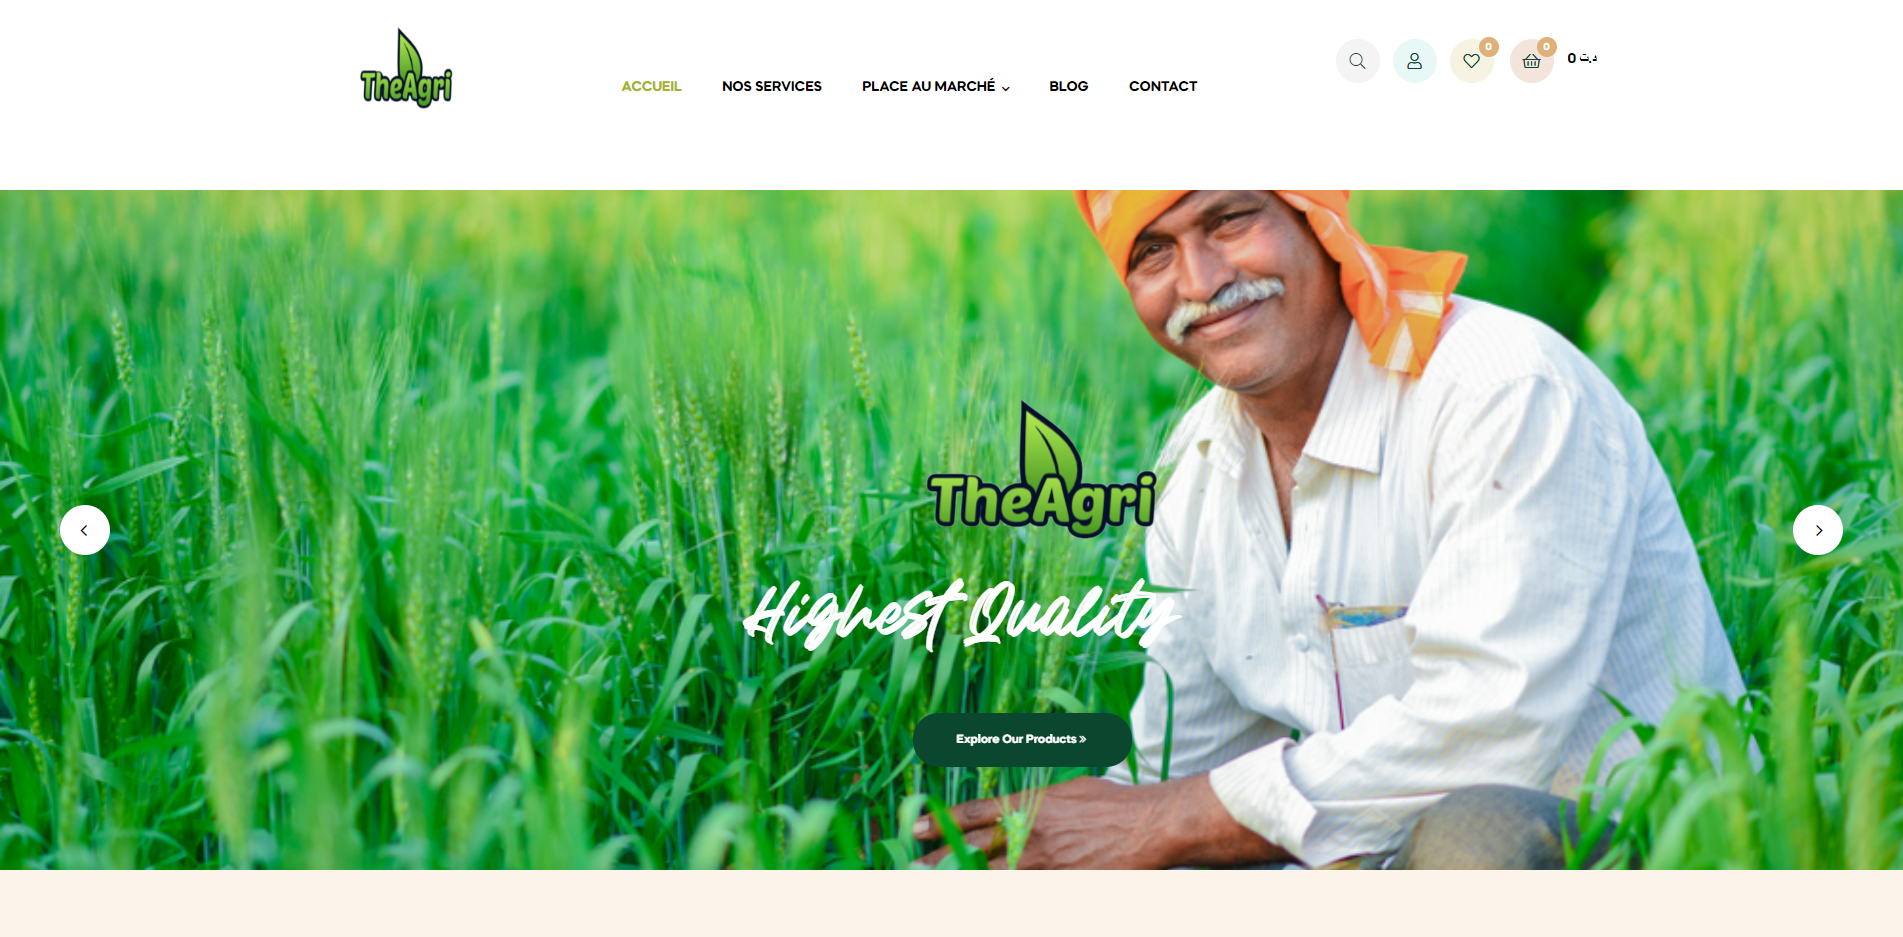 TheAgri
ACCUEIL
NOS SERVICES
PLACE AU MARCHÉ
BLOG
CONTACT
0
0
0 د.ت
TheAgri
Highest Quality
Explore Our Products »